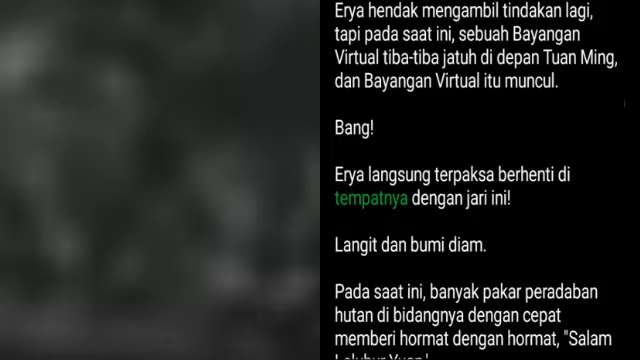 Erya hendak mengambil tindakan lagi,
tapi pada saat ini, sebuah Bayangan
Virtual tiba-tiba jatuh di depan Tuan Ming,
dan Bayangan Virtual itu muncul.
Bang!
Erya langsung terpaksa berhenti di
tempatnya dengan jari ini!
Langit dan bumi diam.
Pada saat ini, banyak pakar peradaban
hutan di bidangnya dengan cepat
memberi hormat dengan hormat, "Salam